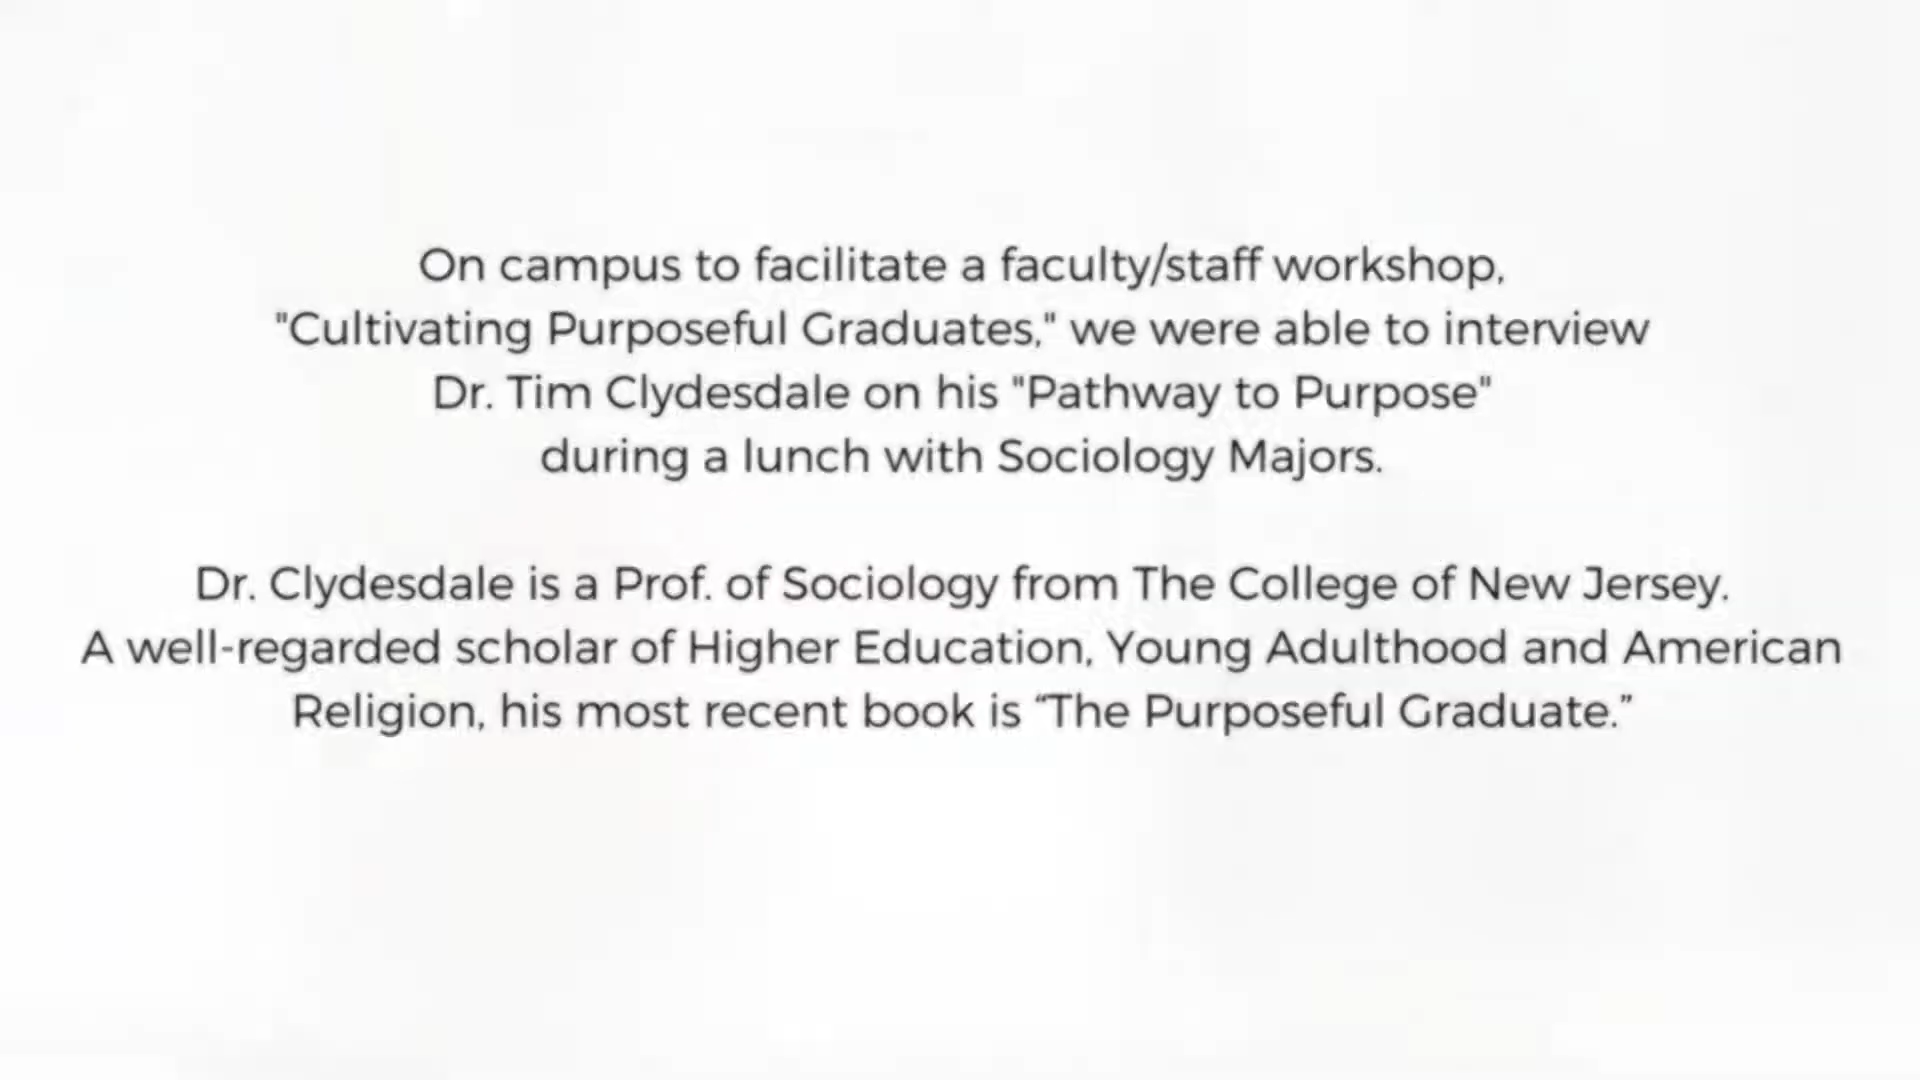 On campus to facilitate a faculty/staff workshop,
"Cultivating Purposeful Graduates," we were able to interview
Dr. Tim Clydesdale on his "Pathway to Purpose"
during a lunch with Sociology Majors.
Dr. Clydesdale is a Prof. of Sociology from The College of New Jersey.
A well-regarded scholar of Higher Education, Young Adulthood and American
Religion, his most recent book is “The Purposeful Graduate.”